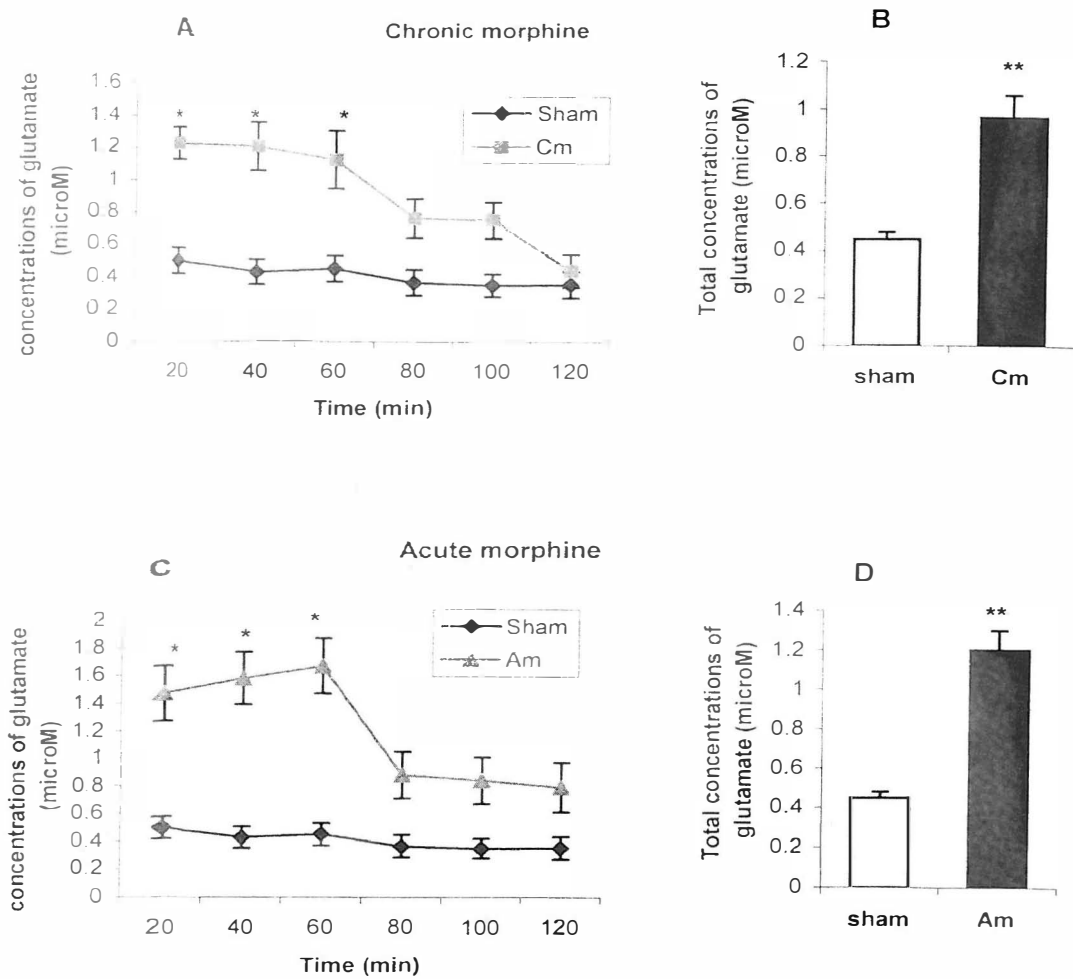 A
Chronic morphine
concentrations of glutamate
(microM)
1.6
1.4
1.2
1
0.8
0.6
0.4
0 2
0
* * *
Sham
Cm
20 40 60 80 100 120
Time (min)
B
Total concentrations of
glutamate (microM)
1.2
1
0.8
0.6
0.4
0 2
0
**
sham Cm
C
Acute morphine
concentrations of glutamate
(microM)
2
1.8
1.6
1.4
1.2
1
0.8
0.6
0.4
0.2
0
* * *
Sham
Am
20 40 60 80 100 120
Time (min)
D
Total concentrations of
glutamate (microM)
1.4
1.2
1
0.8
0.6
0.4
0.2
0
**
sham Am